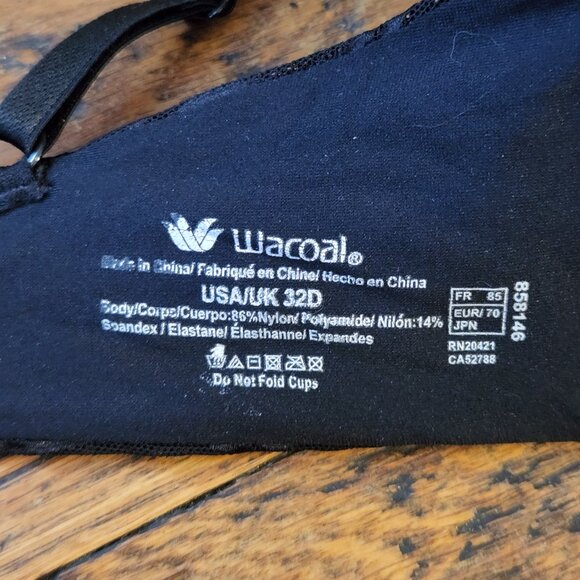 wacoal®
Made in China/ Fabriqué en Chine/ Hecho en China
USA/UK 32D
Body/Corps/Cuerpo:86%Nylon/ Polyamide/ Nilón:14%
Spandex / Elastane/ Élasthanne/ Expandes
Do Not Fold Cups
FR 85
EUR/ 70
JPN
RN20421
CA52788
858146